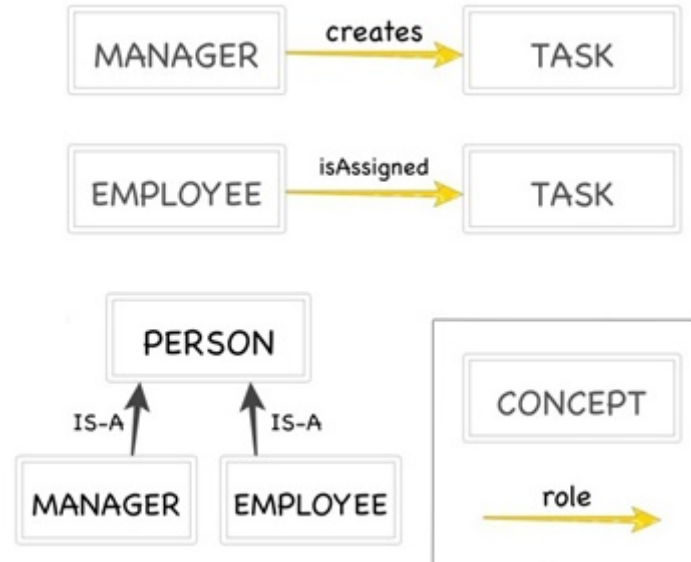 creates
MANAGER
TASK
isAssigned
EMPLOYEE
TASK
PERSON
IS-A
IS-A
MANAGER
EMPLOYEE
CONCEPT
role